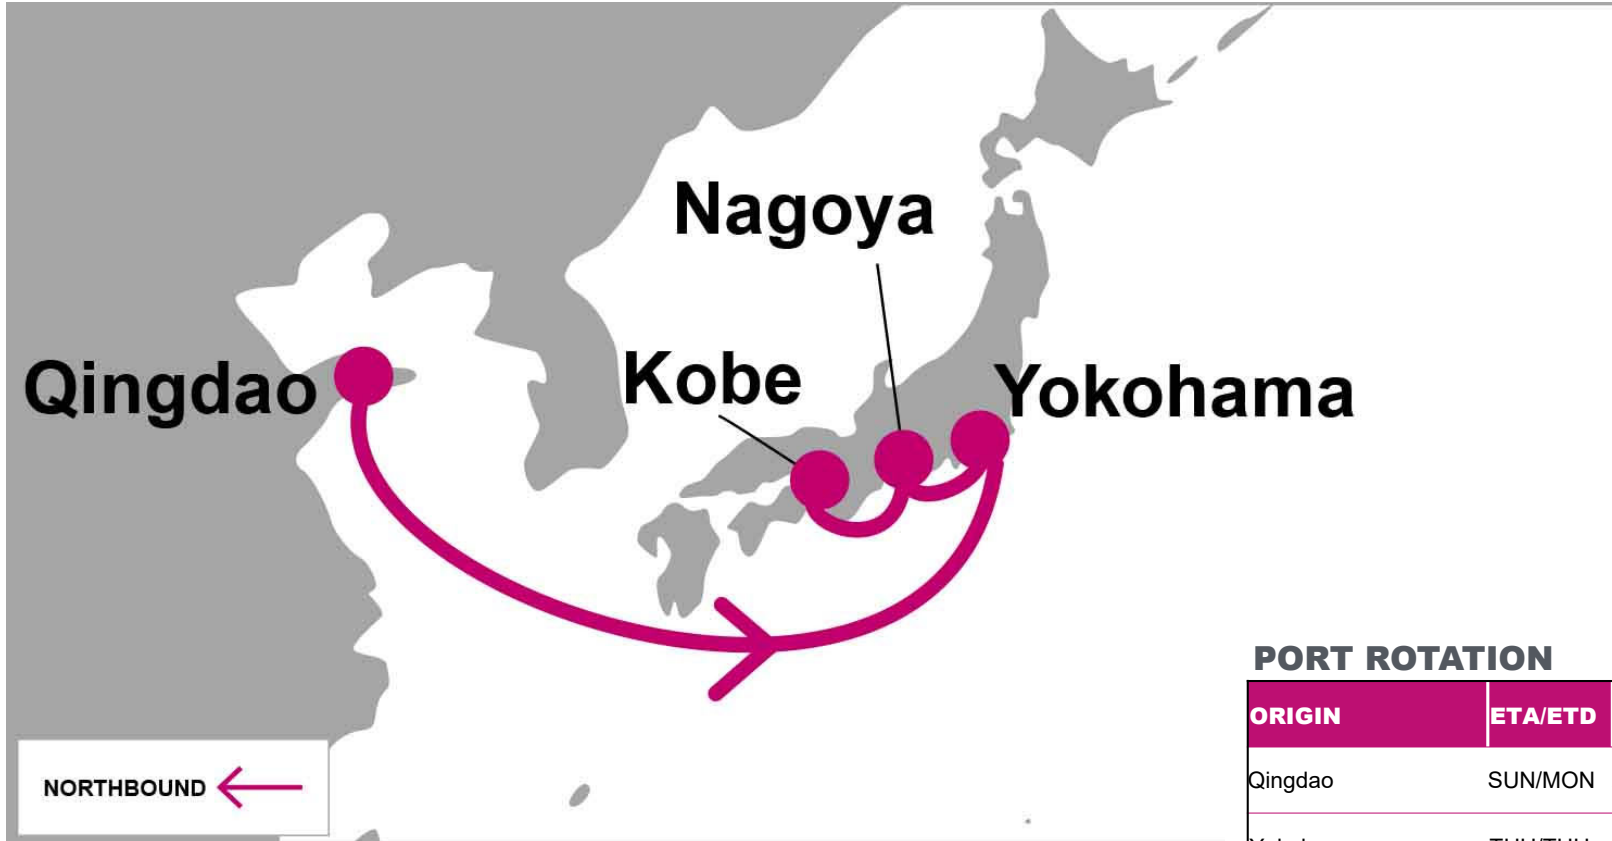 Nagoya
Kobe
Qingdao
Yokohama
NORTHBOUND
PORT ROTATION
ORIGIN ETA/ETD
Qingdao SUN/MON